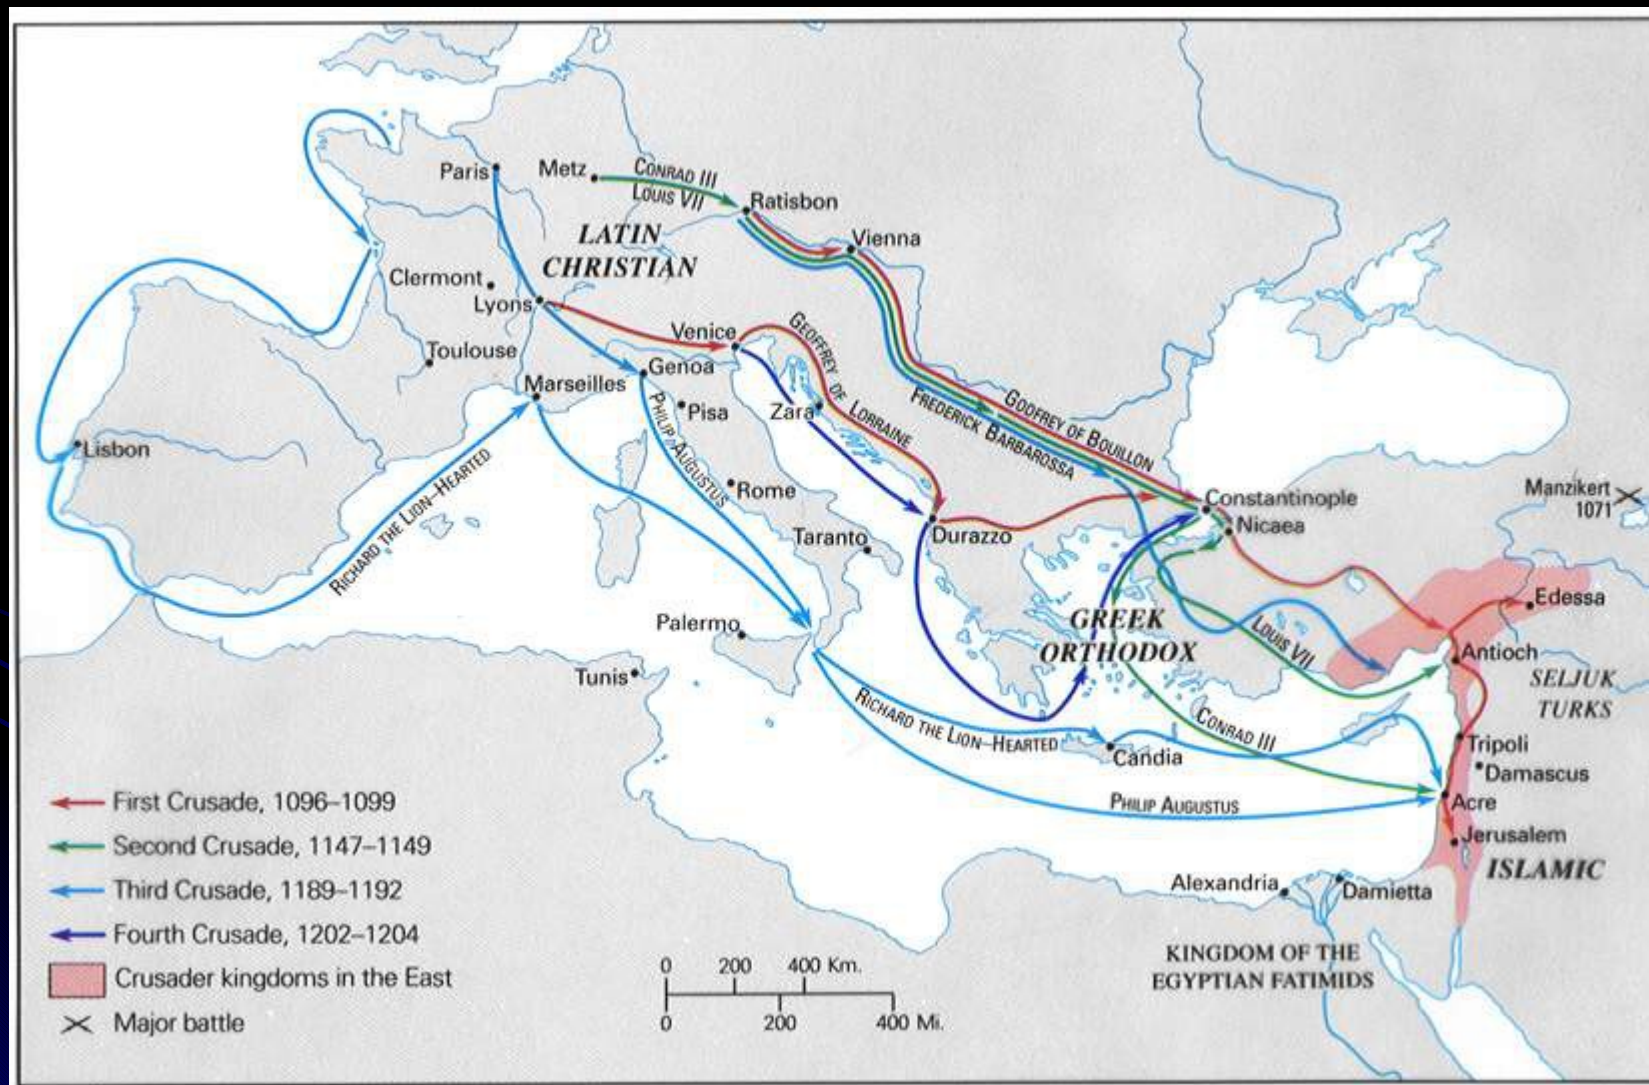 Paris
Metz
CONRAD III
LOUIS VII
Ratisbon
Vienna
LATIN
CHRISTIAN
Clermont
Lyons
Venice
GEOFFREY OF LORRAINE
Toulouse
Genoa
Marseilles
Pisa
Zara
PHILIP AUGUSTUS
FREDERICK BARBAROSSA
GODFREY OF BOUILLON
Lisbon
RICHARD THE LION-HEARTED
Rome
Constantinople
Manzikert
1071
Nicaea
Taranto
Durazzo
Edessa
Palermo
GREEK
ORTHODOX
LOUIS VII
Antioch
Tunis
SELJUK
TURKS
RICHARD THE LION-HEARTED
CONRAD III
Candia
Tripoli
Damascus
PHILIP AUGUSTUS
Acre
Jerusalem
ISLAMIC
Alexandria
Damietta
KINGDOM OF THE
EGYPTIAN FATIMIDS
First Crusade, 1096–1099
Second Crusade, 1147–1149
Third Crusade, 1189–1192
Fourth Crusade, 1202–1204
Crusader kingdoms in the East
Major battle
0 200 400 Km.
0 200 400 Mi.